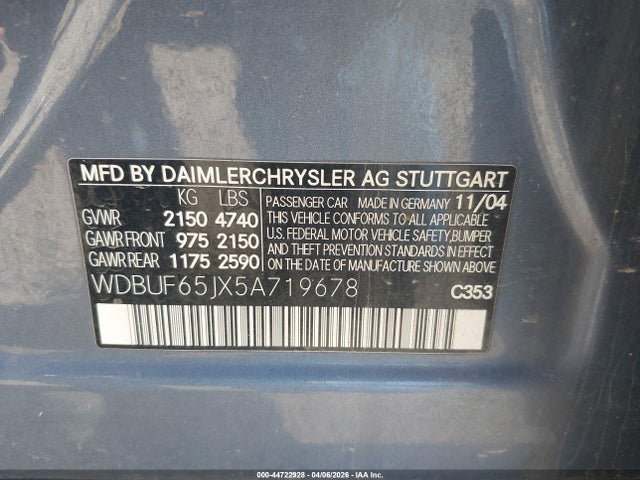 MFD BY DAIMLERCHRYSLER AG STUTTGART
KG LBS
GVWR 2150 4740
GAWR FRONT 975 2150
GAWR REAR 1175 2590
PASSENGER CAR MADE IN GERMANY 11/04
THIS VEHICLE CONFORMS TO ALL APPLICABLE
U.S. FEDERAL MOTOR VEHICLE SAFETY, BUMPER
AND THEFT PREVENTION STANDARDS IN EFFECT
ON THE DATE OF MANUFACTURE SHOWN ABOVE
WDBUF65JX5A719678
C353
000-44722928 - 04/06/2026 - IAA, Inc.